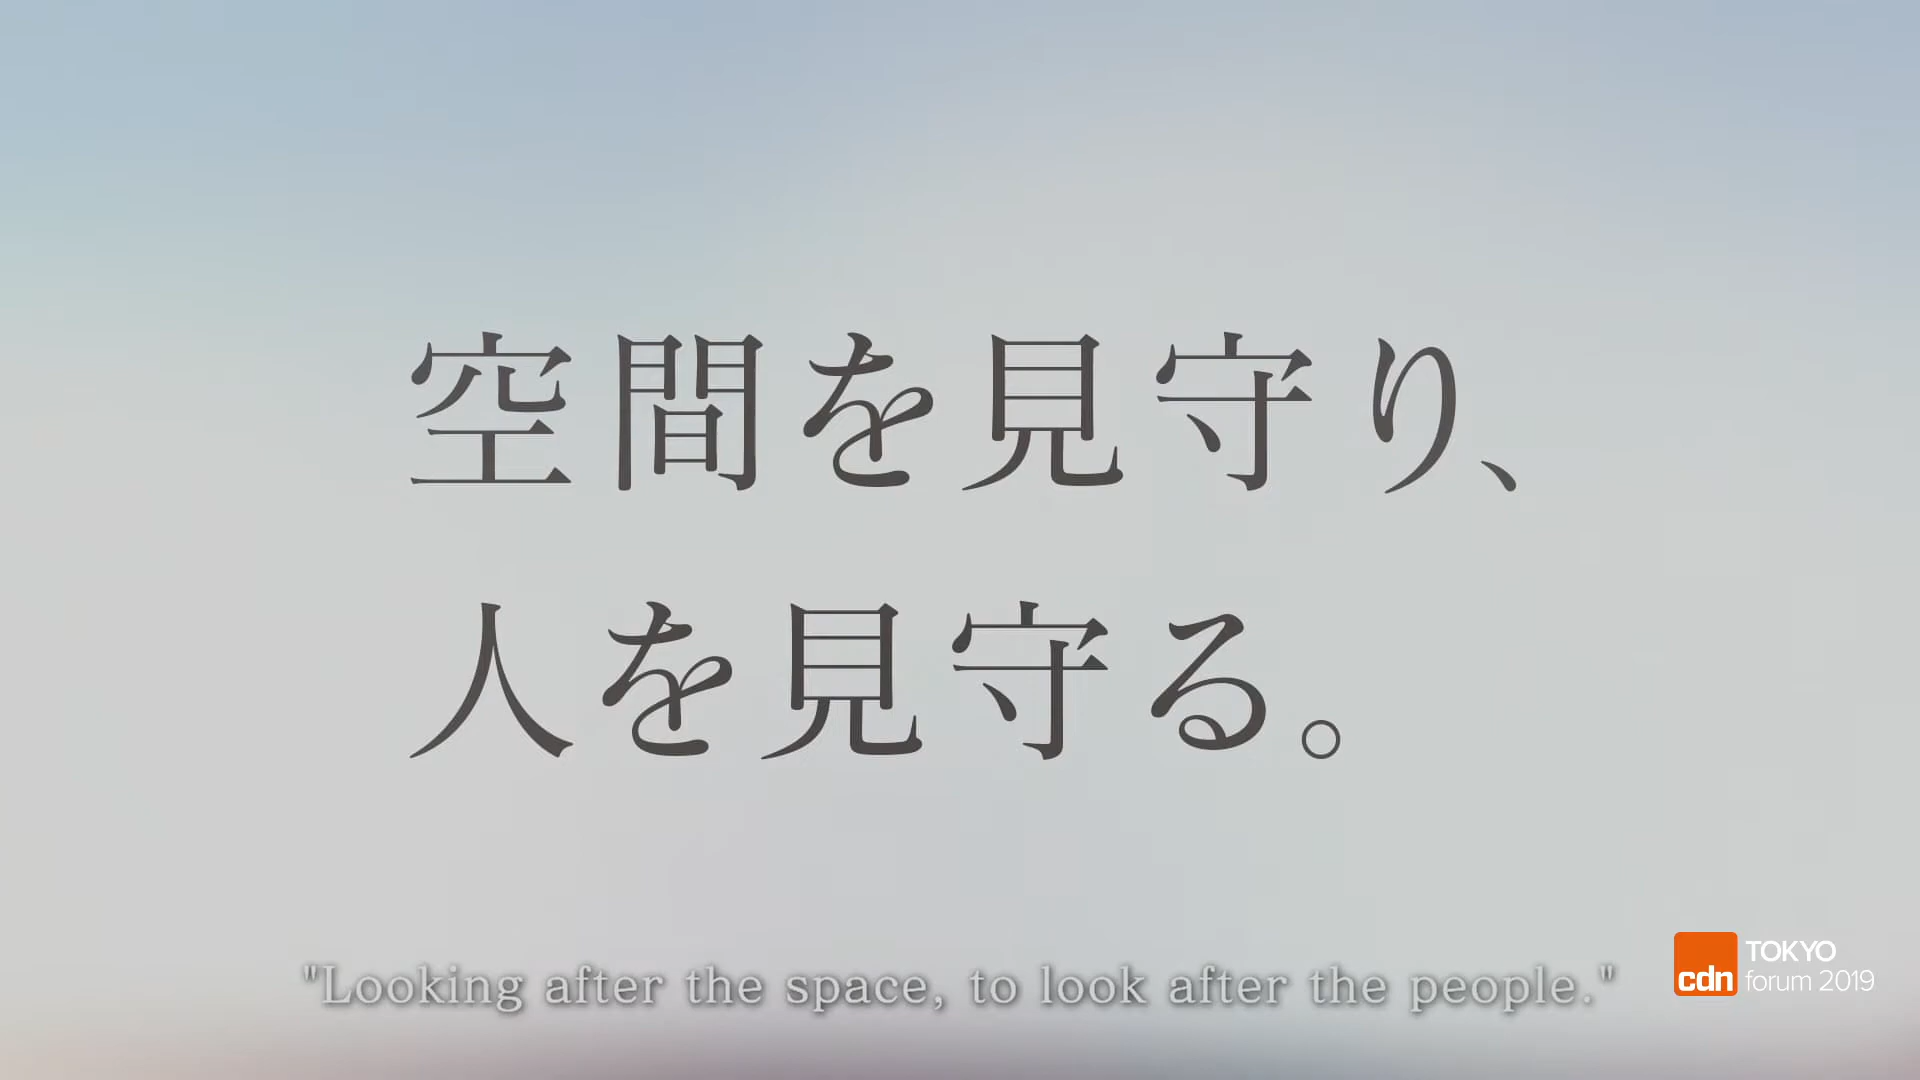 空間を見守り、
人を見守る。
"Looking after the space, to look after the people."
cdn TOKYO
forum 2019